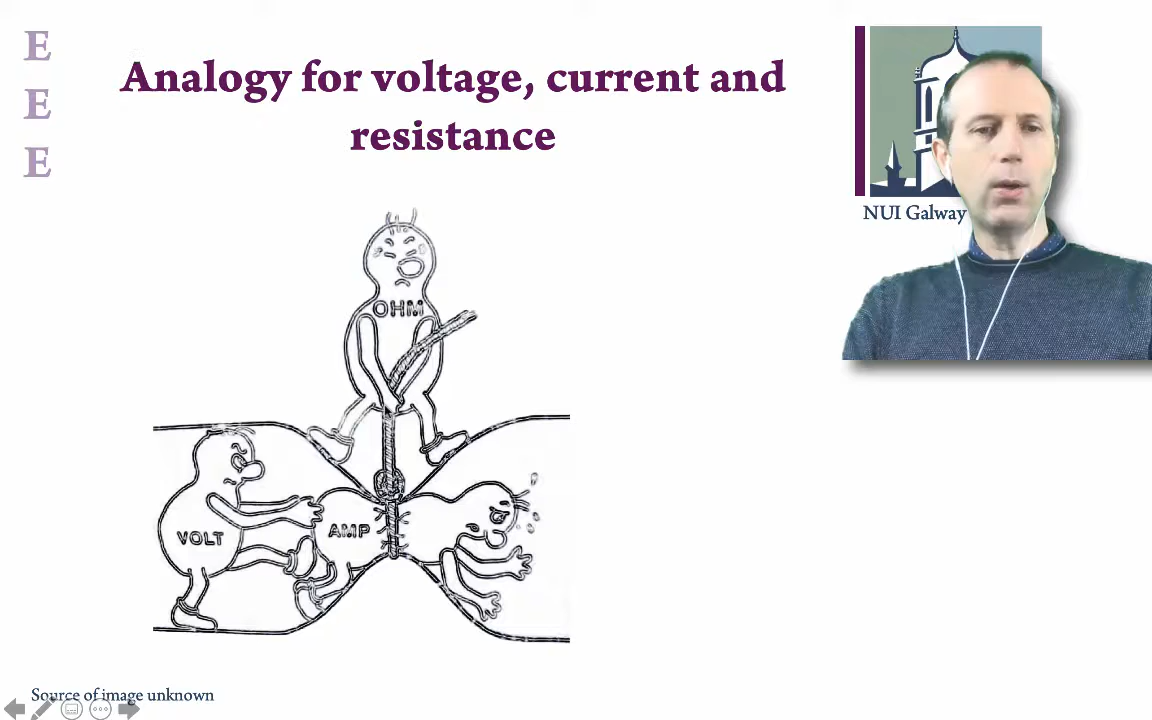 E
E
E
Analogy for voltage, current and
resistance
NUI Galway
OHM
VOLT
AMP
Source of image unknown